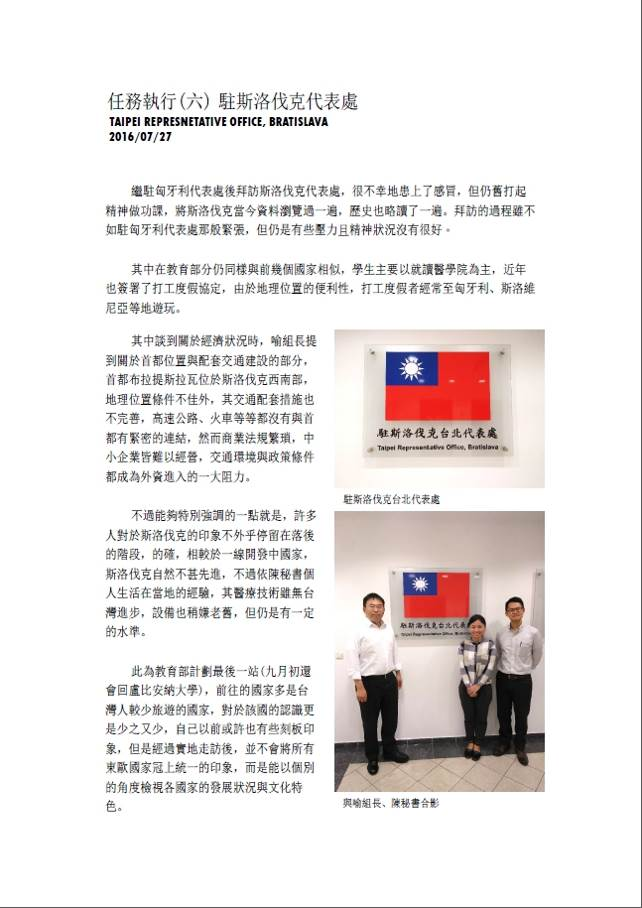 任務執行(六) 駐斯洛伐克代表處
TAIPEI REPRESNETATIVE OFFICE, BRATISLAVA
2016/07/27
繼駐匈牙利代表處後拜訪斯洛伐克代表處，很不幸地患上了感冒，但仍舊打起
精神做功課，將斯洛伐克當今資料瀏覽過一遍，歷史也略讀了一遍。拜訪的過程雖不
如駐匈牙利代表處那般緊張，但仍是有些壓力且精神狀況沒有很好。
其中在教育部分仍同樣與前幾個國家相似，學生主要以就讀醫學院為主，近年
也簽署了打工度假協定，由於地理位置的便利性，打工度假者經常至匈牙利、斯洛維
尼亞等地遊玩。
其中談到關於經濟狀況時，喻組長提
到關於首都位置與配套交通建設的部分，
首都布拉提斯拉瓦位於斯洛伐克西南部，
地理位置條件不佳外，其交通配套措施也
不完善，高速公路、火車等等都沒有與首
都有緊密的連結，然而商業法規繁瑣，中
小企業皆難以經營，交通環境與政策條件
都成為外資進入的一大阻力。
不過能夠特別強調的一點就是，許多
人對於斯洛伐克的印象不外乎停留在落後
的階段，的確，相較於一線開發中國家，
斯洛伐克自然不甚先進，不過依陳秘書個
人生活在當地的經驗，其醫療技術雖無台
灣進步，設備也稍嫌老舊，但仍是有一定
的水準。
此為教育部計劃最後一站(九月初還
會回盧比安納大學)，前往的國家多是台
灣人較少旅遊的國家，對於該國的認識更
是少之又少，自己以前或許也有些刻板印
象，但是經過實地走訪後，並不會將所有
東歐國家冠上統一的印象，而是能以個別
的角度檢視各國家的發展狀況與文化特
色。
駐斯洛伐克台北代表處
Taipei Representative Office, Bratislava
駐斯洛伐克台北代表處
駐斯洛伐克台北代表
Taipei Representative Office, Bratislav
與喻組長、陳秘書合影